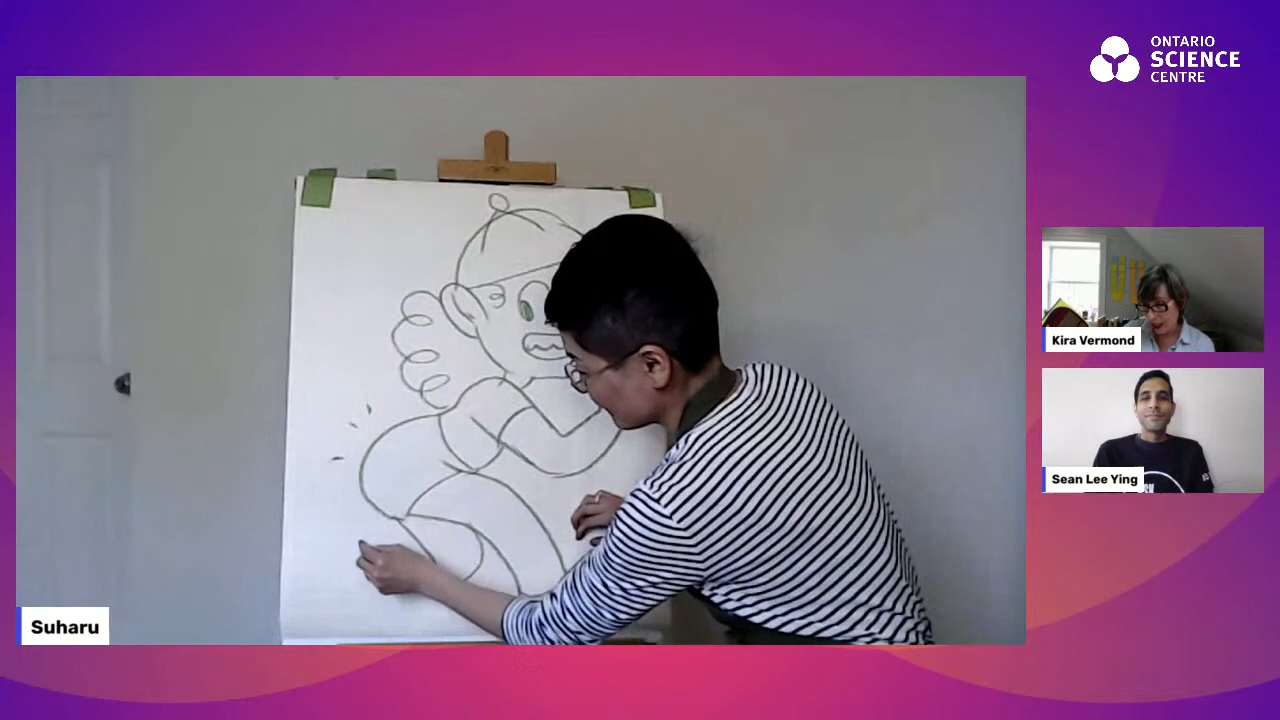 ONTARIO
SCIENCE
CENTRE
Kira Vermond
Sean Lee Ying
Suharu